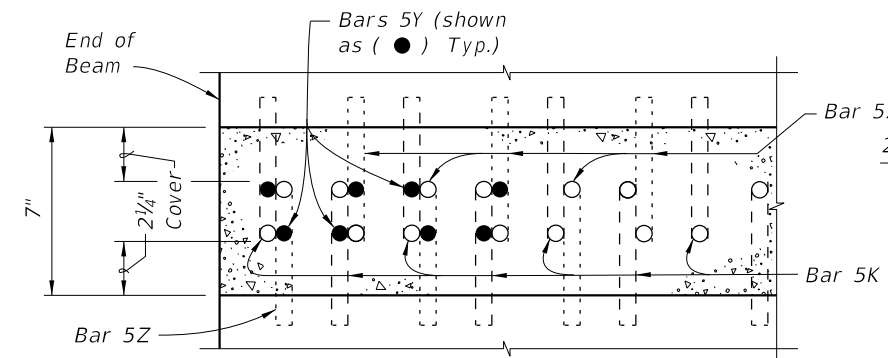 Bars 5Y (shown
as ( ● ) Typ.)
End of
Beam
Bar 5
2
7"
2¼"
Cover
Bar 5K
Bar 5Z